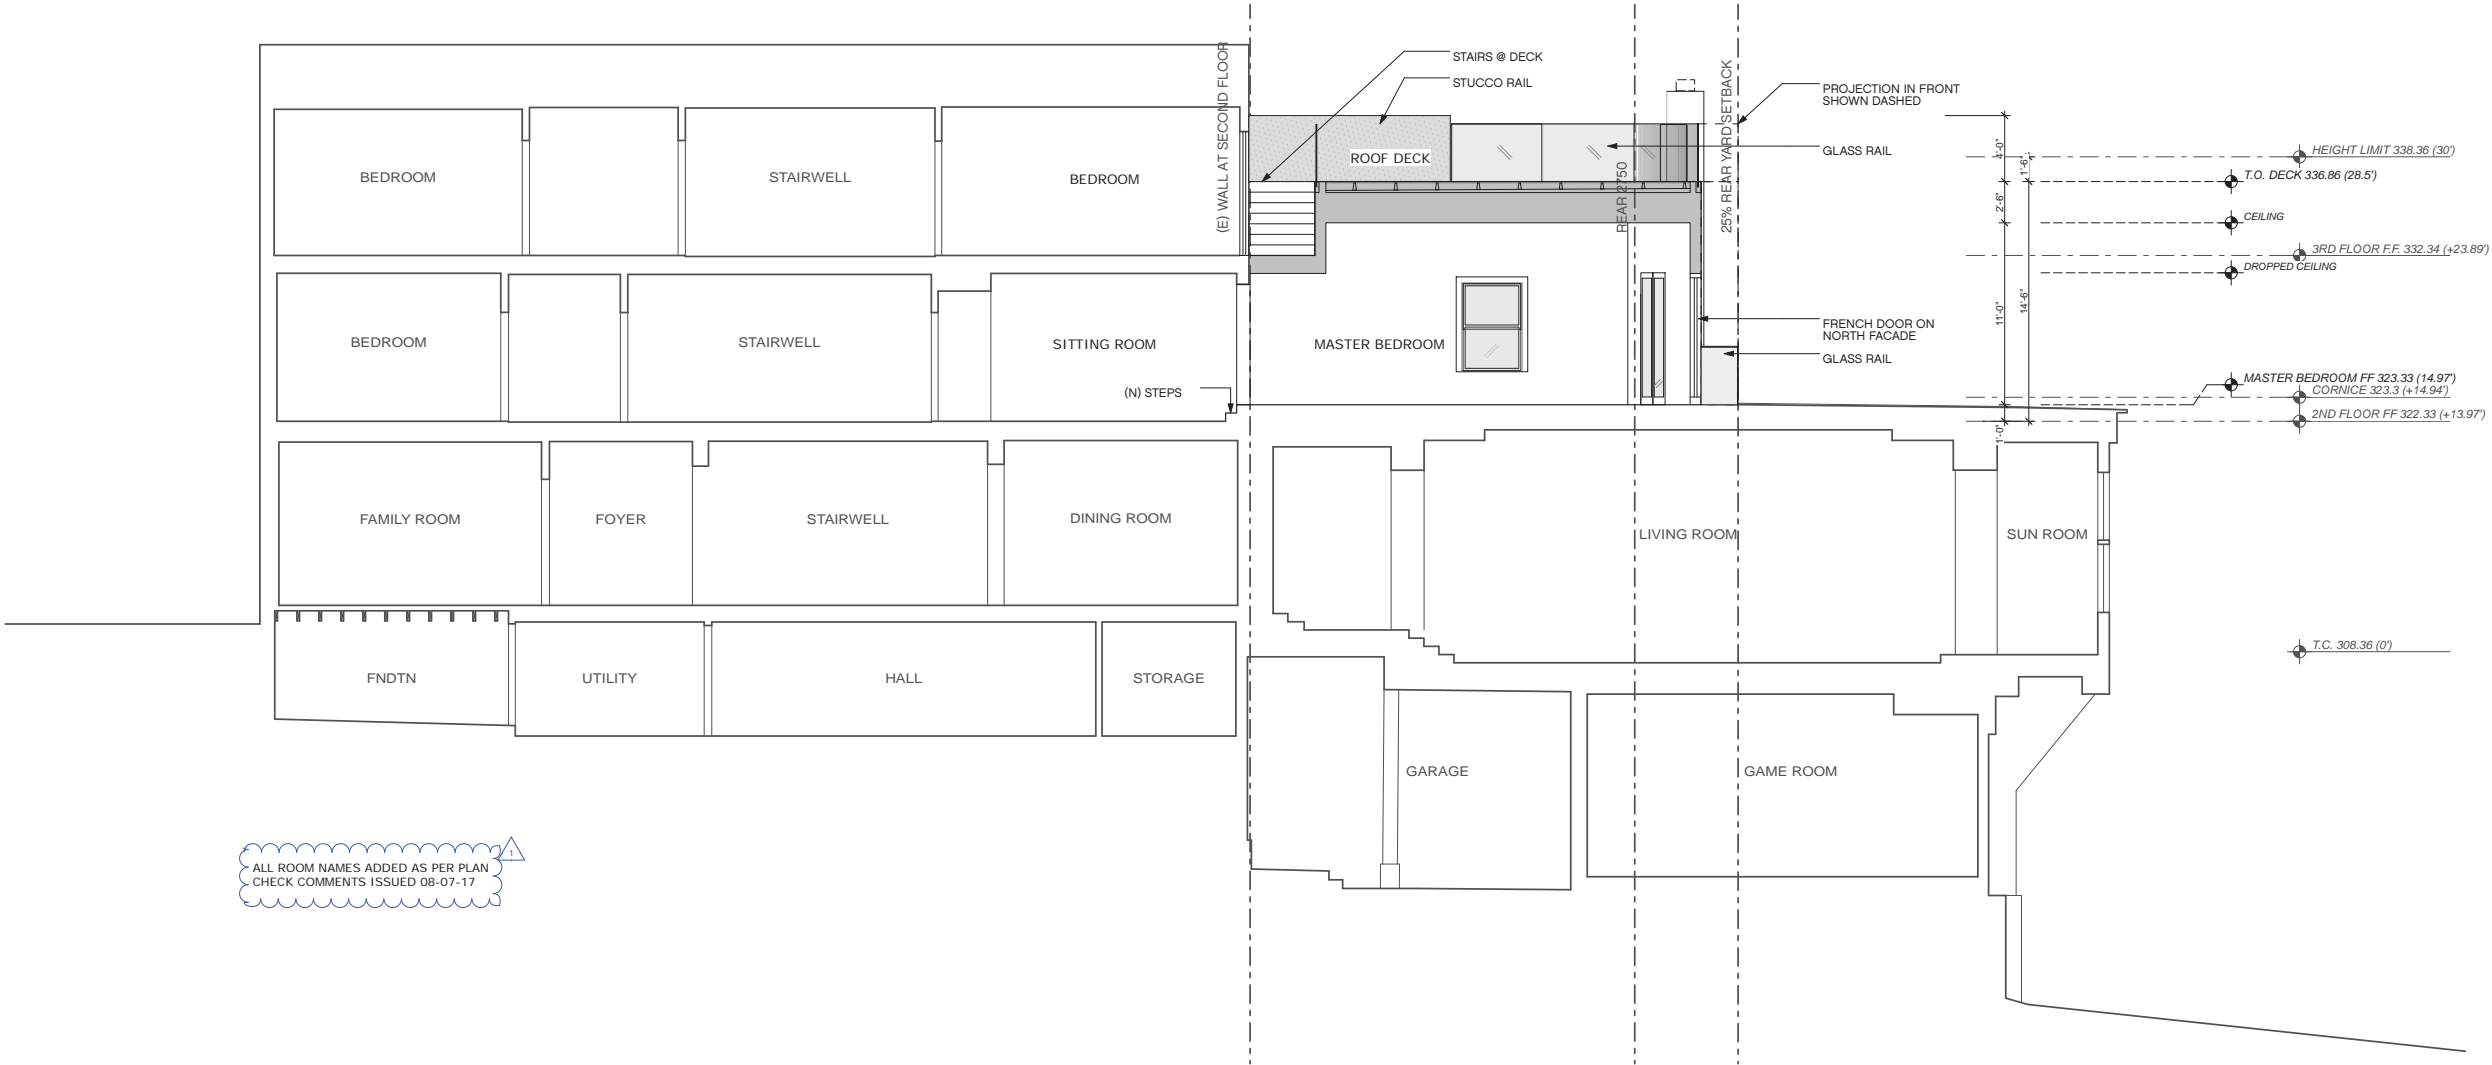 (E) WALL AT SECOND FLOOR
STAIRS @ DECK
STUCCO RAIL
REAR 2750
25% REAR YARD SETBACK
PROJECTION IN FRONT
SHOWN DASHED
GLASS RAIL
4'-0"
1'-6"
2'-6"
11'-0"
14'-6"
1'-0"
HEIGHT LIMIT 338.36 (30')
T.O. DECK 336.86 (28.5')
CEILING
3RD FLOOR F.F. 332.34 (+23.89')
DROPPED CEILING
BEDROOM
STAIRWELL
BEDROOM
ROOF DECK
BEDROOM
STAIRWELL
SITTING ROOM
MASTER BEDROOM
FRENCH DOOR ON
NORTH FACADE
GLASS RAIL
(N) STEPS
MASTER BEDROOM FF 323.33 (14.97')
CORNICE 323.3 (+14.94')
2ND FLOOR FF 322.33 (+13.97')
FAMILY ROOM
FOYER
STAIRWELL
DINING ROOM
LIVING ROOM
SUN ROOM
T.C. 308.36 (0')
FNDTN
UTILITY
HALL
STORAGE
GARAGE
GAME ROOM
1
ALL ROOM NAMES ADDED AS PER PLAN
CHECK COMMENTS ISSUED 08-07-17